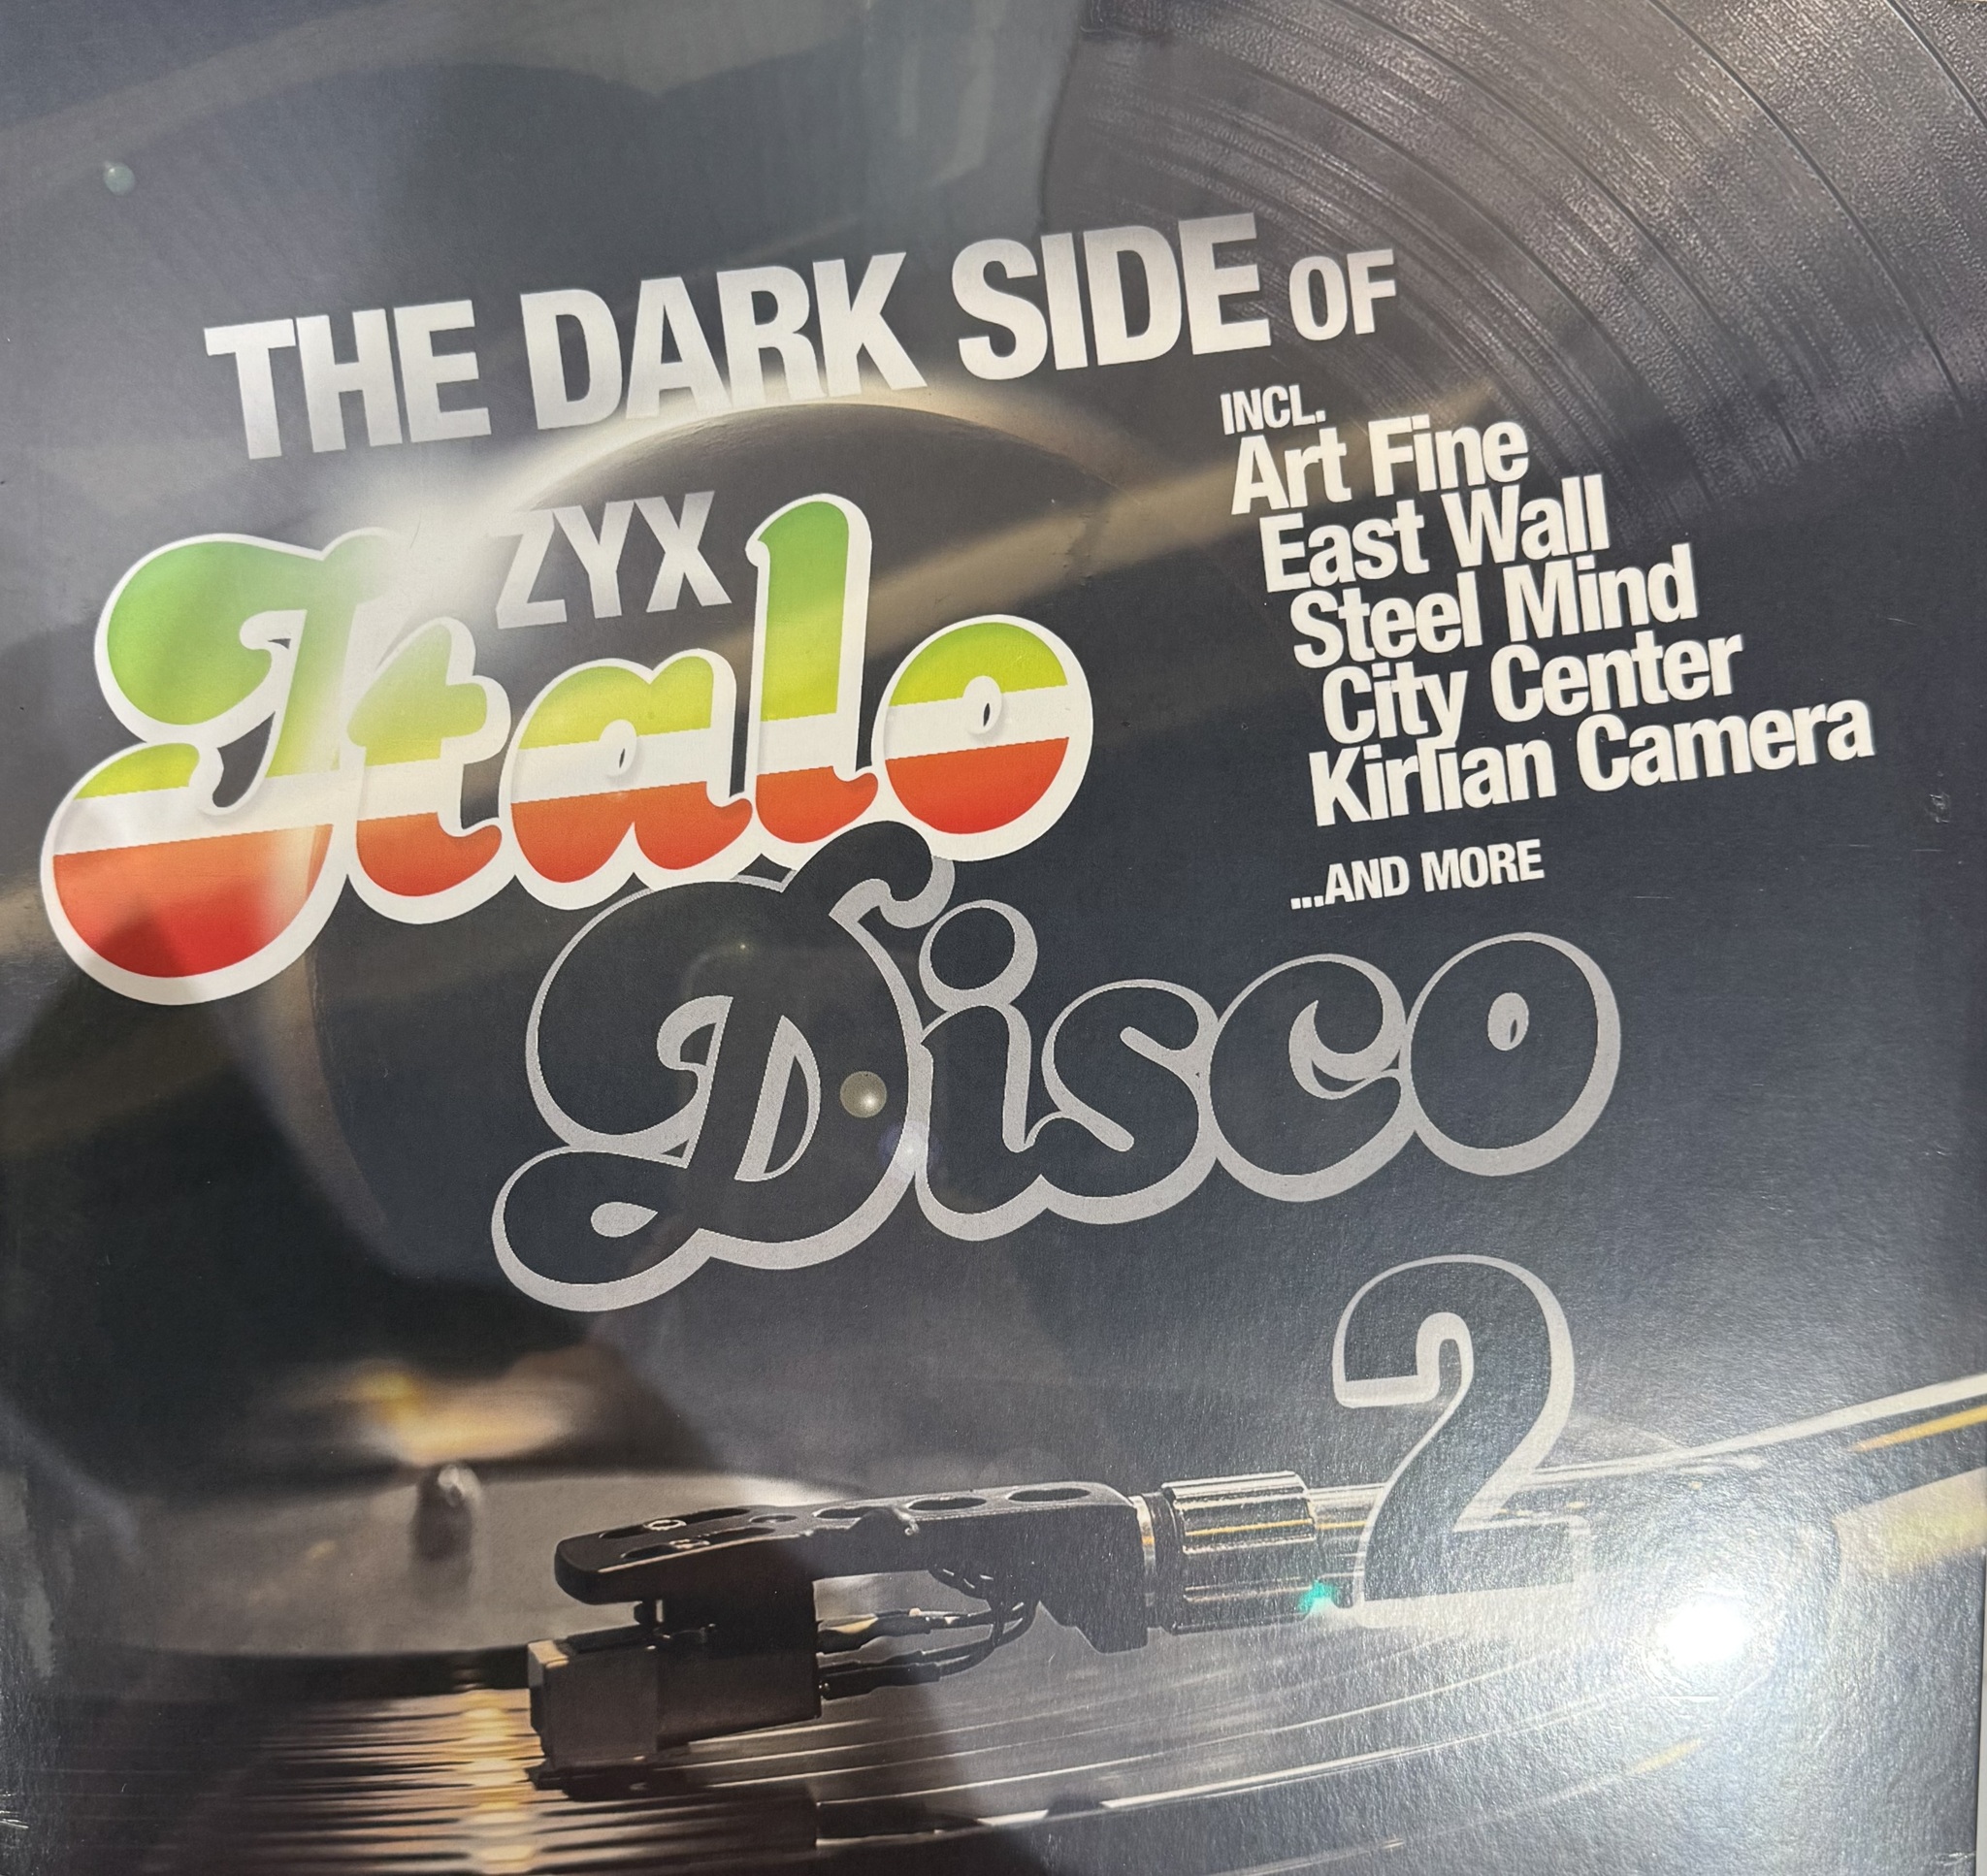 THE DARK SIDE OF
ZYX
Italo
Disco
2
INCL.
Art Fine
East Wall
Steel Mind
City Center
Kirlian Camera
...AND MORE